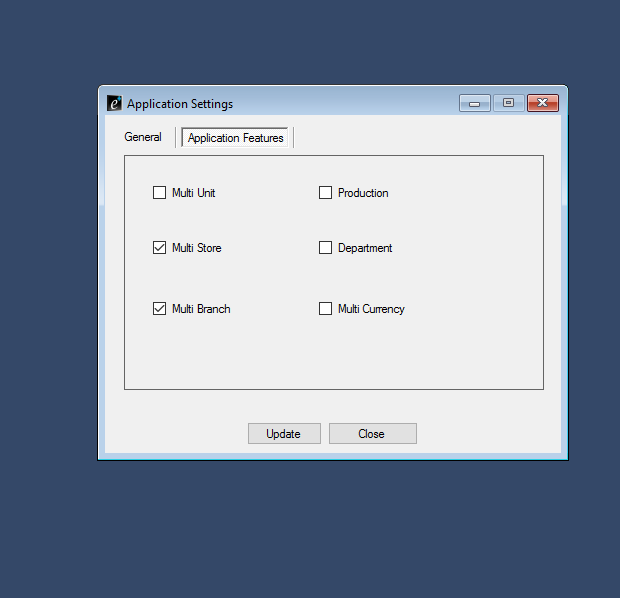 e
Application Settings
General Application Features
Multi Unit Production
Multi Store Department
Multi Branch Multi Currency
Update Close